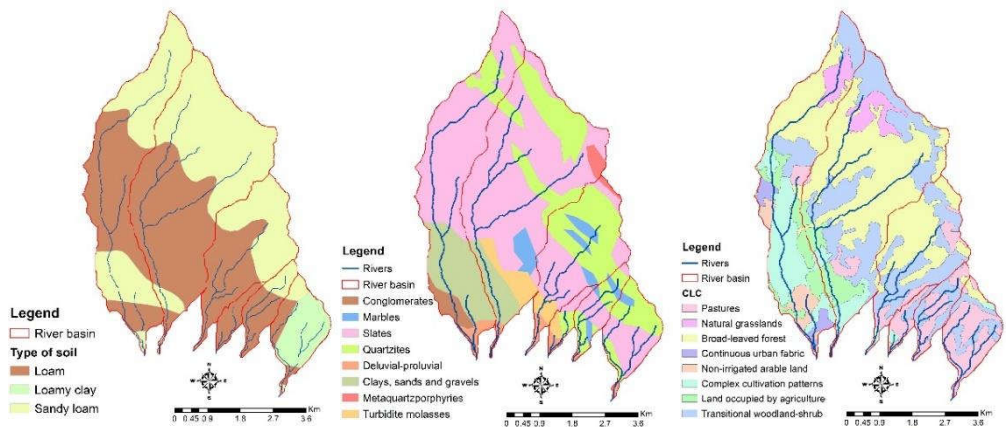 Legend
River basin
Type of soil
Loam
Loamy clay
Sandy loam
N
W E
S
Km
0 0.45 0.9 1.8 2.7 3.6
Legend
Rivers
River basin
Conglomerates
Marbles
Slates
Quartzites
Deluvial-proluvial
Clays, sands and gravels
Metaquartzporphyries
Turbidite molasses
N
W E
S
Km
0 0.45 0.9 1.8 2.7 3.6
Legend
Rivers
River basin
CLC
Pastures
Natural grasslands
Broad-leaved forest
Continuous urban fabric
Non-irrigated arable land
Complex cultivation patterns
Land occupied by agriculture
Transitional woodland-shrub
N
W E
S
Km
0 0.45 0.9 1.8 2.7 3.6